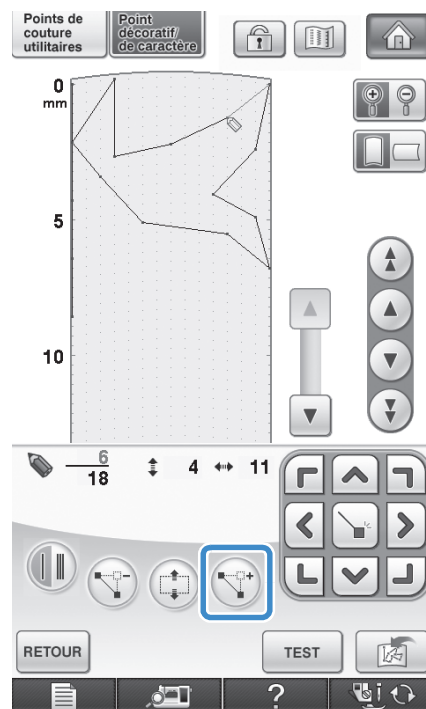 Points de
couture
utilitaires
Point
décoratif/
de caractère
0
mm
5
10
6
18
4
11
RETOUR
TEST
?